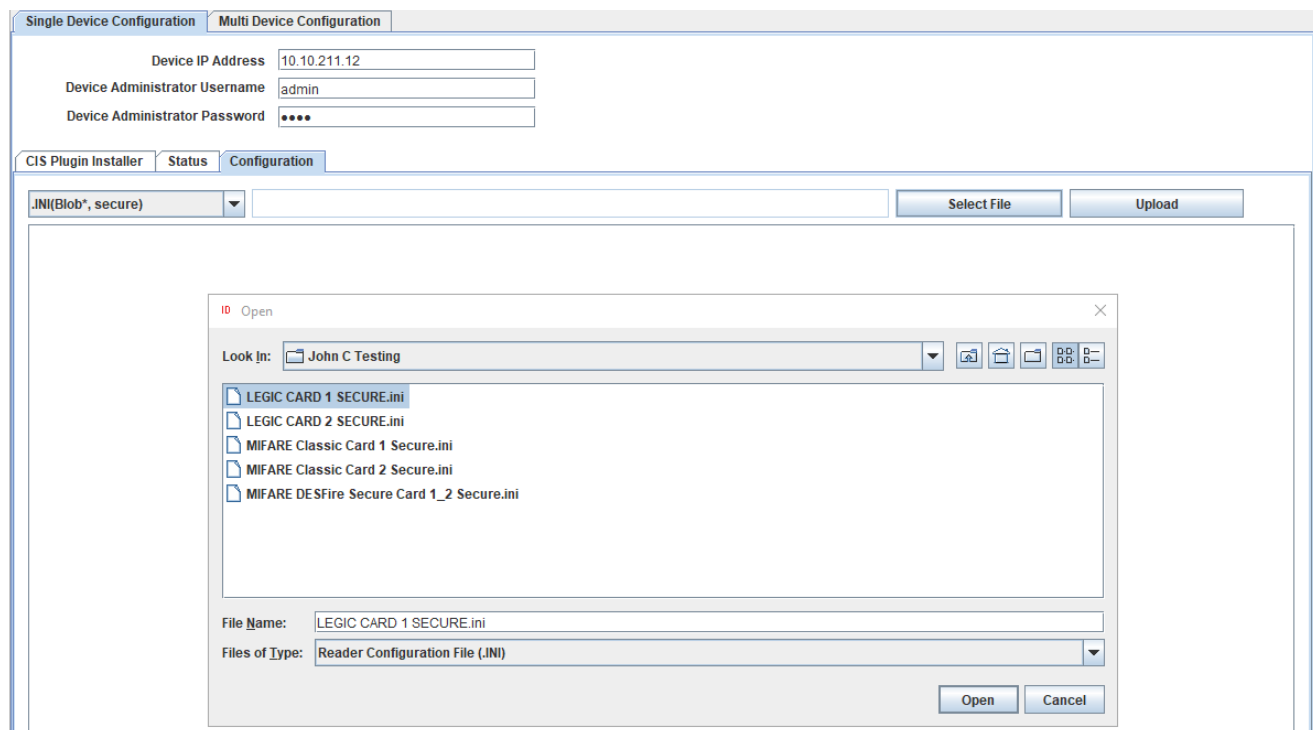 Single Device Configuration Multi Device Configuration
Device IP Address 10.10.211.12
Device Administrator Username admin
Device Administrator Password ••••
CIS Plugin Installer Status Configuration
.INI(Blob*, secure) Select File Upload
ID Open
Look In: John C Testing
LEGIC CARD 1 SECURE.ini
LEGIC CARD 2 SECURE.ini
MIFARE Classic Card 1 Secure.ini
MIFARE Classic Card 2 Secure.ini
MIFARE DESFire Secure Card 1_2 Secure.ini
File Name: LEGIC CARD 1 SECURE.ini
Files of Type: Reader Configuration File (.INI)
Open Cancel